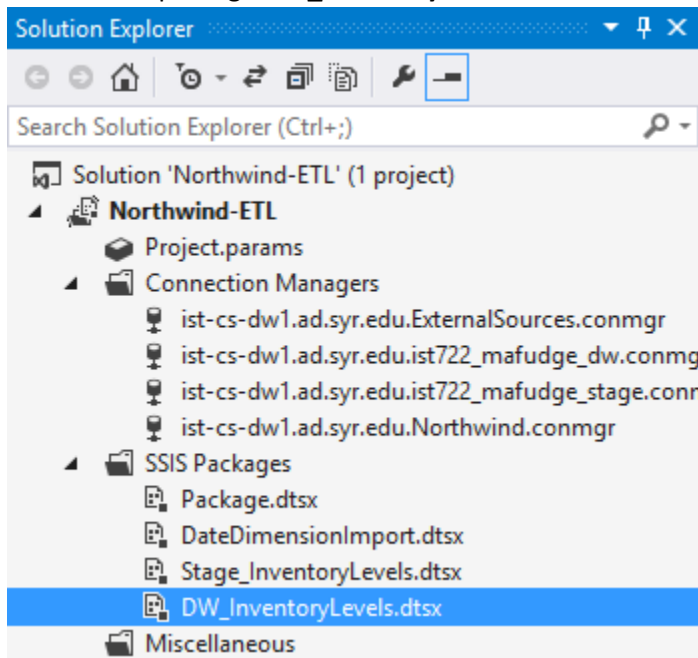 Solution Explorer
Search Solution Explorer (Ctrl+;)
Solution 'Northwind-ETL' (1 project)
Northwind-ETL
Project.params
Connection Managers
ist-cs-dw1.ad.syr.edu.ExternalSources.conmgr
ist-cs-dw1.ad.syr.edu.ist722_mafudge_dw.conmg
ist-cs-dw1.ad.syr.edu.ist722_mafudge_stage.conr
ist-cs-dw1.ad.syr.edu.Northwind.conmgr
SSIS Packages
Package.dtsx
DateDimensionImport.dtsx
Stage_InventoryLevels.dtsx
DW_InventoryLevels.dtsx
Miscellaneous